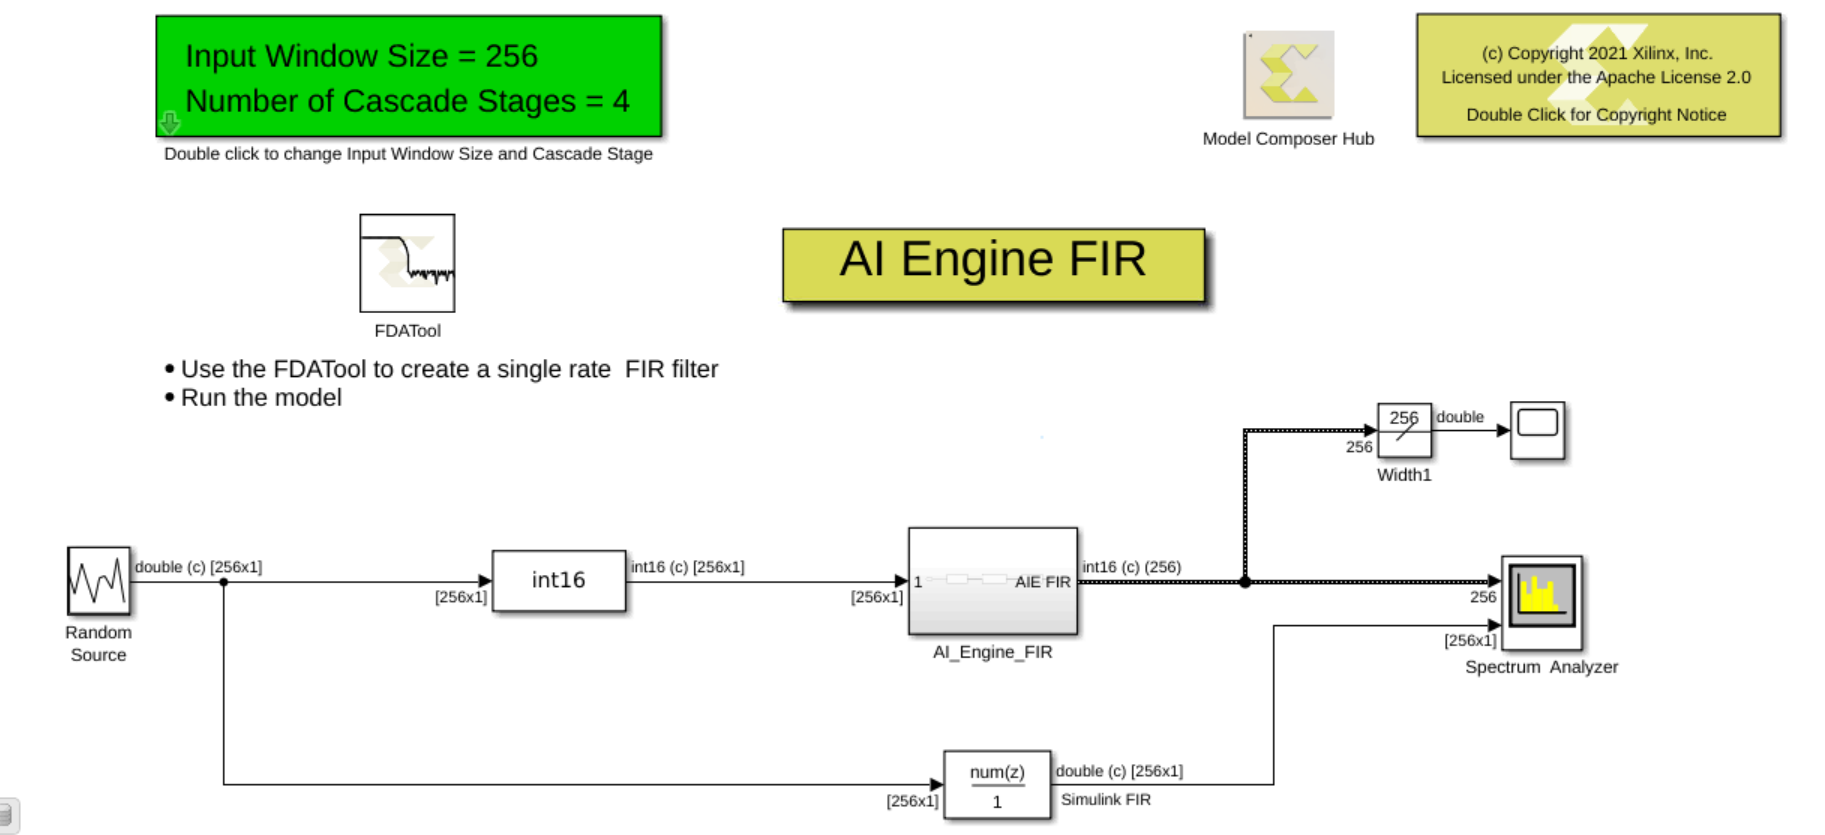 Input Window Size = 256
Number of Cascade Stages = 4
Double click to change Input Window Size and Cascade Stage
Model Composer Hub
(c) Copyright 2021 Xilinx, Inc.
Licensed under the Apache License 2.0
Double Click for Copyright Notice
FDATool
AI Engine FIR
• Use the FDATool to create a single rate  FIR filter
• Run the model
256
double
256
Width1
double (c) [256x1]
Random
Source
[256x1]
int16
int16 (c) [256x1]
[256x1]
1
AIE FIR
AI_Engine_FIR
int16 (c) (256)
256
[256x1]
Spectrum  Analyzer
[256x1]
num(z)
1
double (c) [256x1]
Simulink FIR